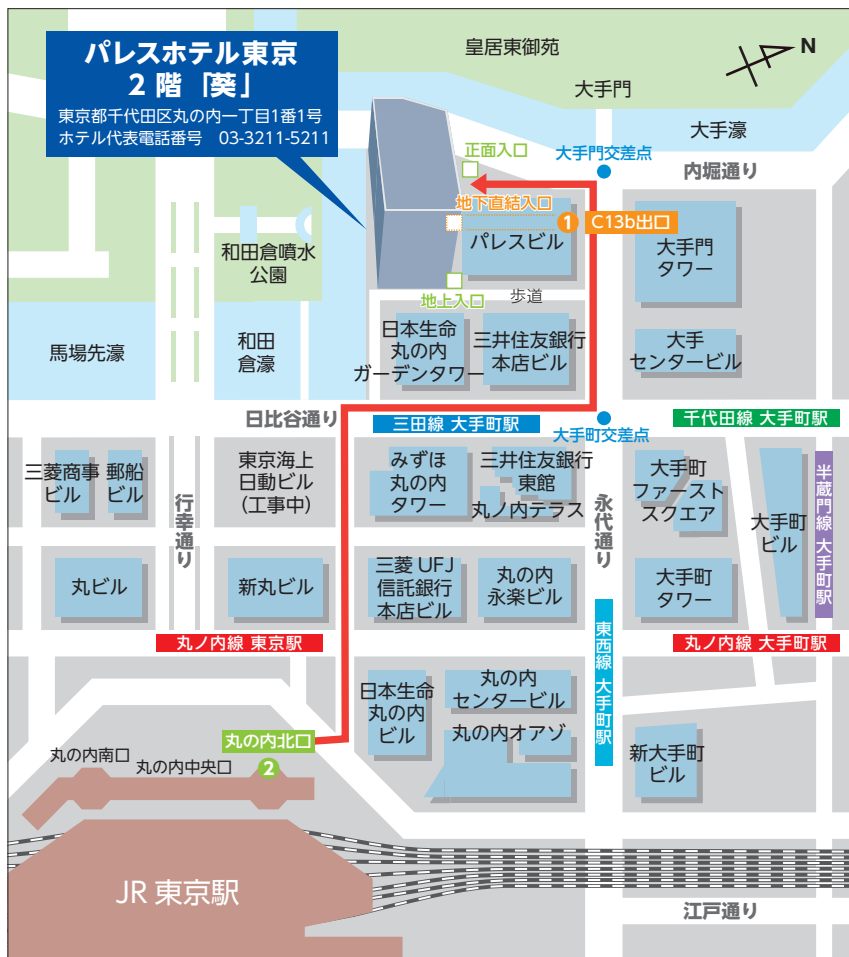 パレスホテル東京
2 階 「葵」
東京都千代田区丸の内一丁目1番1号
ホテル代表電話番号 03-3211-5211
皇居東御苑
N
大手門
大手濠
正面入口
大手門交差点
内堀通り
地下直結入口
1
C13b出口
パレスビル
大手門
タワー
和田倉噴水
公園
地上入口
歩道
馬場先濠
和田
倉濠
日本生命
丸の内
ガーデンタワー
三井住友銀行
本店ビル
大手
センタービル
日比谷通り
三田線 大手町駅
大手町交差点
千代田線 大手町駅
三菱商事
ビル
郵船
ビル
行幸通り
東京海上
日動ビル
(工事中)
みずほ
丸の内
タワー
三井住友銀行
東館
丸ノ内テラス
永代通り
大手町
ファースト
スクエア
大手町
ビル
半蔵門線 大手町駅
丸ビル
新丸ビル
三菱 UFJ
信託銀行
本店ビル
丸の内
永楽ビル
大手町
タワー
丸ノ内線 東京駅
東西線 大手町駅
丸ノ内線 大手町駅
日本生命
丸の内
ビル
丸の内
センタービル
丸の内オアゾ
新大手町
ビル
丸の内北口
2
丸の内南口
丸の内中央口
JR 東京駅
江戸通り